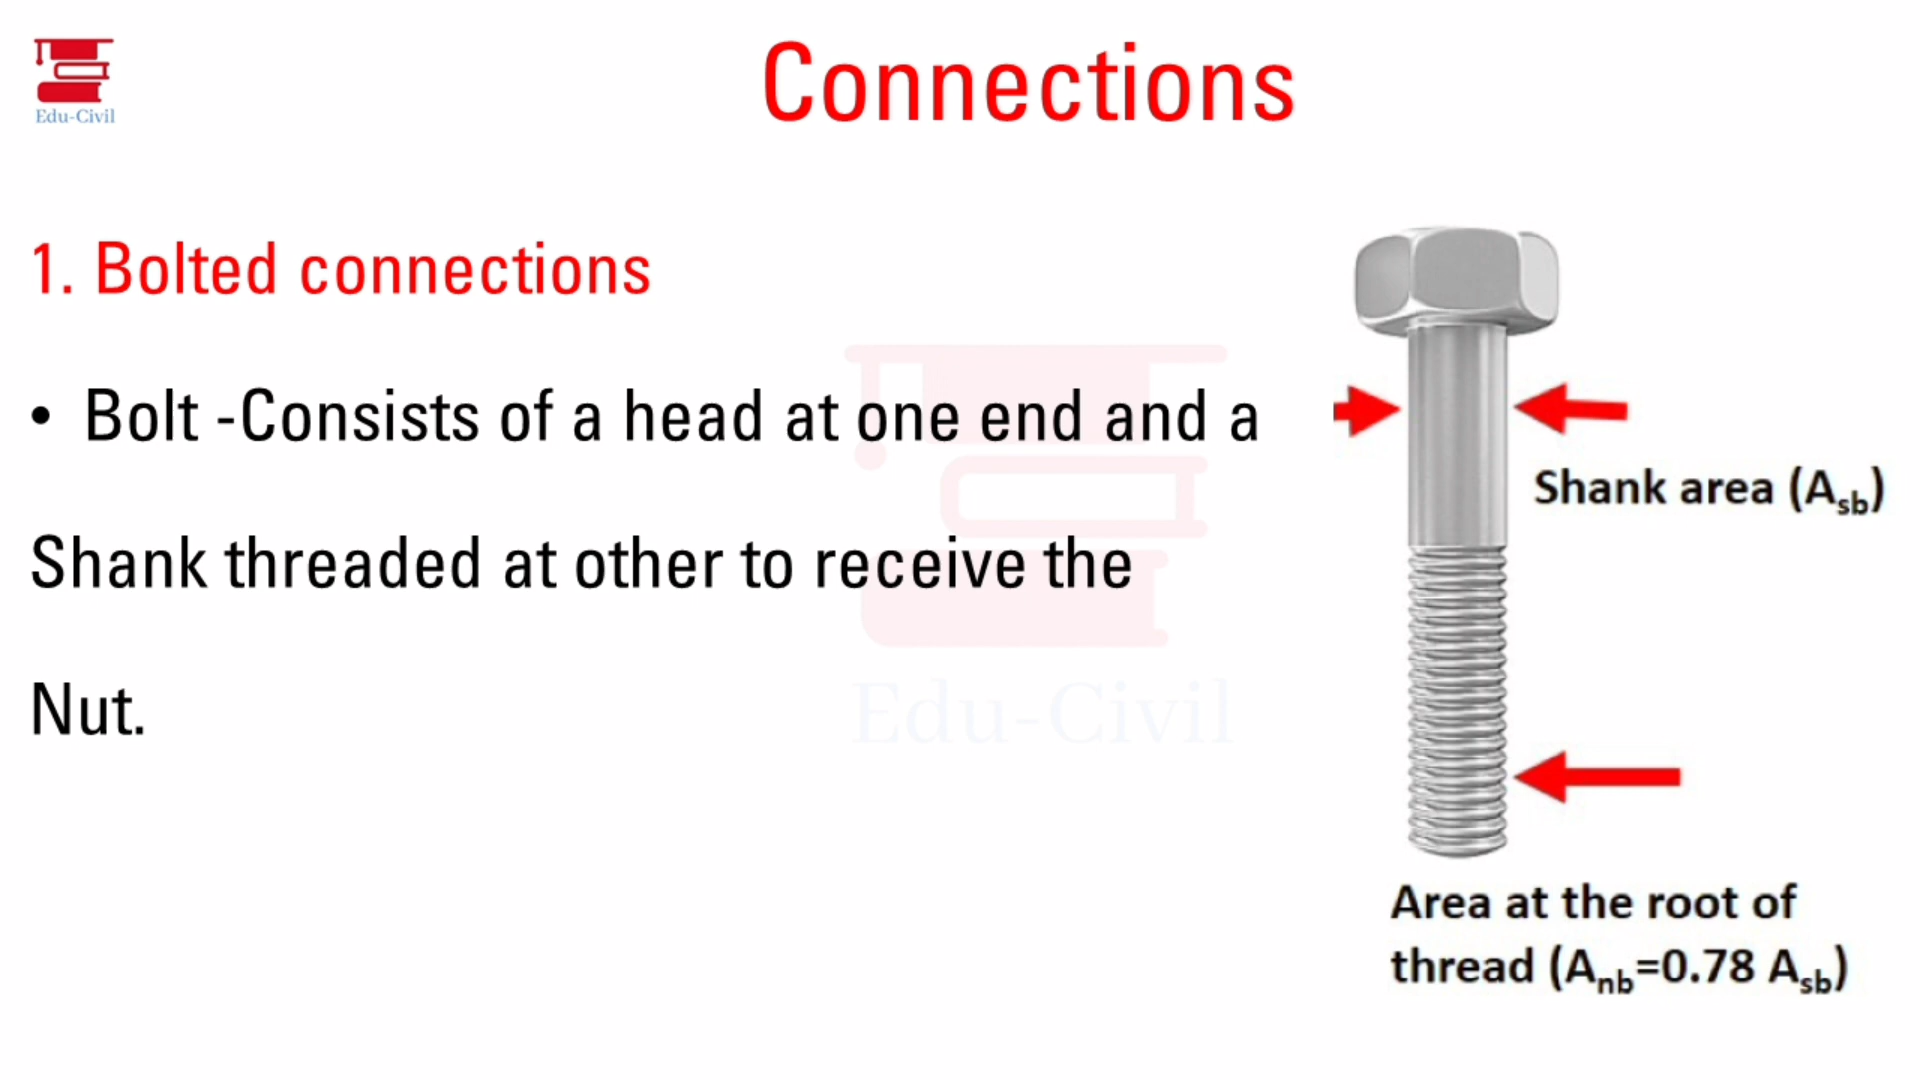 Edu-Civil
Connections
1. Bolted connections
• Bolt -Consists of a head at one end and a
Shank threaded at other to receive the
Nut.
Edu-Civil
Shank area (Asb)
Area at the root of
thread (Anb=0.78 Asb)